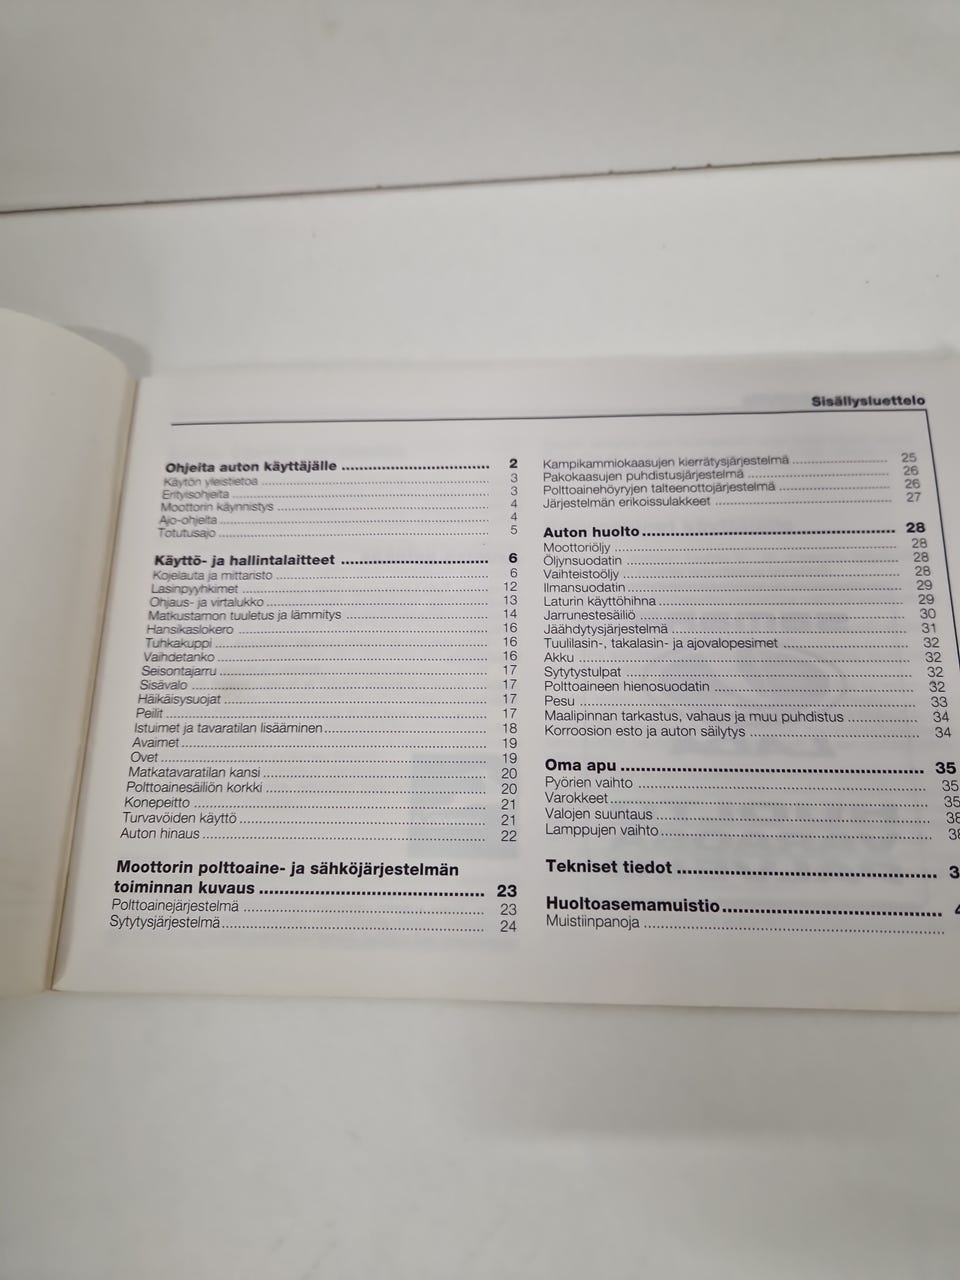 Sisällysluettelo
Ohjeita auton käyttäjälle ........ 2
Käytön yleistietoa ........ 3
Erityisohjeita ........ 3
Moottorin käynnistys ........ 4
Ajo-ohjeita ........ 4
Totutusajo ........ 5
Käyttö- ja hallintalaitteet ........ 6
Kojelauta ja mittaristo ........ 6
Lasinpyyhkimet ........ 12
Ohjaus- ja virtalukko ........ 13
Matkustamon tuuletus ja lämmitys ........ 14
Hansikaslokero ........ 16
Tuhkakuppi ........ 16
Vaihdetanko ........ 16
Seisontajarru ........ 17
Sisävalo ........ 17
Häikäisysuojat ........ 17
Peilit ........ 17
Istuimet ja tavaratilan lisääminen ........ 18
Avaimet ........ 19
Ovet ........ 19
Matkatavaratilan kansi ........ 20
Polttoainesäiliön korkki ........ 20
Konepeitto ........ 21
Turvavöiden käyttö ........ 21
Auton hinaus ........ 22
Moottorin polttoaine- ja sähköjärjestelmän
toiminnan kuvaus ........ 23
Polttoainejärjestelmä ........ 23
Sytytysjärjestelmä ........ 24
Kampikammiokaasujen kierrätysjärjestelmä ........ 25
Pakokaasujen puhdistusjärjestelmä ........ 26
Polttoainehöyryjen talteenottojärjestelmä ........ 26
Järjestelmän erikoissulakkeet ........ 27
Auton huolto ........ 28
Moottoriöljy ........ 28
Öljynsuodatin ........ 28
Vaihteistoöljy ........ 28
Ilmansuodatin ........ 29
Laturin käyttöhihna ........ 29
Jarrunestesäiliö ........ 30
Jäähdytysjärjestelmä ........ 31
Tuulilasin-, takalasin- ja ajovalopesimet ........ 32
Akku ........ 32
Sytytystulpat ........ 32
Polttoaineen hienosuodatin ........ 32
Pesu ........ 33
Maalipinnan tarkastus, vahaus ja muu puhdistus ........ 34
Korroosion esto ja auton säilytys ........ 34
Oma apu ........ 35
Pyörien vaihto ........ 35
Varokkeet ........ 35
Valojen suuntaus ........
Lamppujen vaihto ........
Tekniset tiedot ........
Huoltoasemamuistio ........
Muistiinpanoja ........